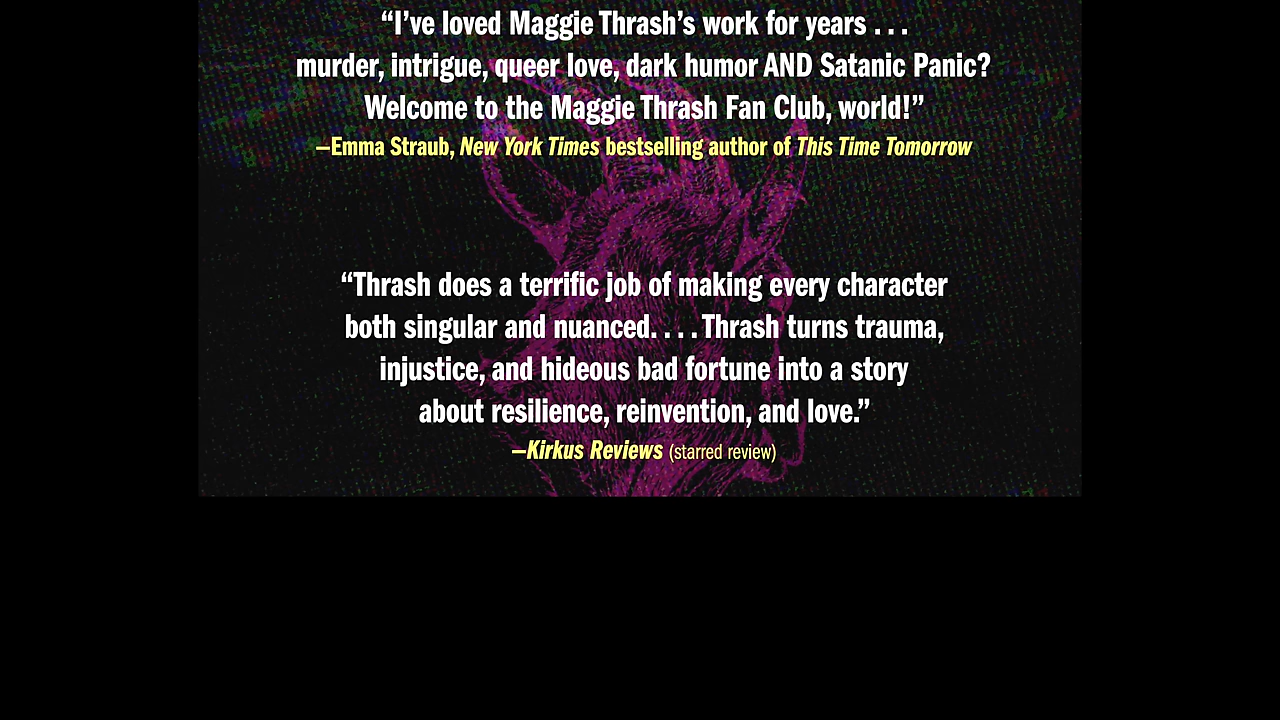 “I’ve loved Maggie Thrash’s work for years . . .
murder, intrigue, queer love, dark humor AND Satanic Panic?
Welcome to the Maggie Thrash Fan Club, world!”
—Emma Straub, New York Times bestselling author of This Time Tomorrow
“Thrash does a terrific job of making every character
both singular and nuanced. . . . Thrash turns trauma,
injustice, and hideous bad fortune into a story
about resilience, reinvention, and love.”
—Kirkus Reviews (starred review)